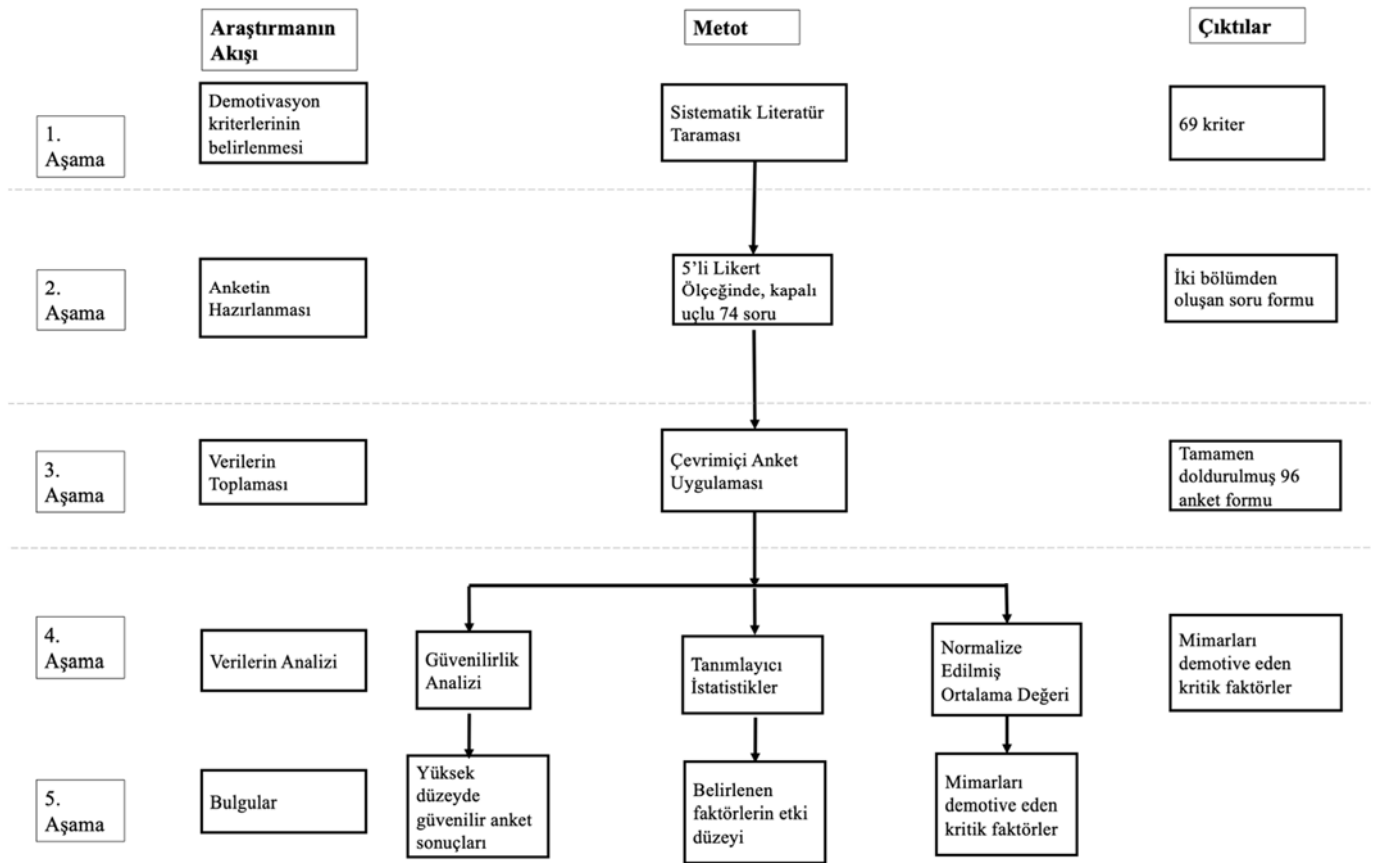 Araştırmanın
Akışı
Metot
Çıktılar
1.
Aşama
Demotivasyon
kriterlerinin
belirlenmesi
Sistematik Literatür
Taraması
69 kriter
2.
Aşama
Anketin
Hazırlanması
5’li Likert
Ölçeğinde, kapalı
uçlu 74 soru
İki bölümden
oluşan soru formu
3.
Aşama
Verilerin
Toplaması
Çevrimiçi Anket
Uygulaması
Tamamen
doldurulmuş 96
anket formu
4.
Aşama
Verilerin Analizi
Güvenilirlik
Analizi
Tanımlayıcı
İstatistikler
Normalize
Edilmiş
Ortalama Değeri
Mimarları
demotive eden
kritik faktörler
5.
Aşama
Bulgular
Yüksek
düzeyde
güvenilir anket
sonuçları
Belirlenen
faktörlerin etki
düzeyi
Mimarları
demotive eden
kritik faktörler